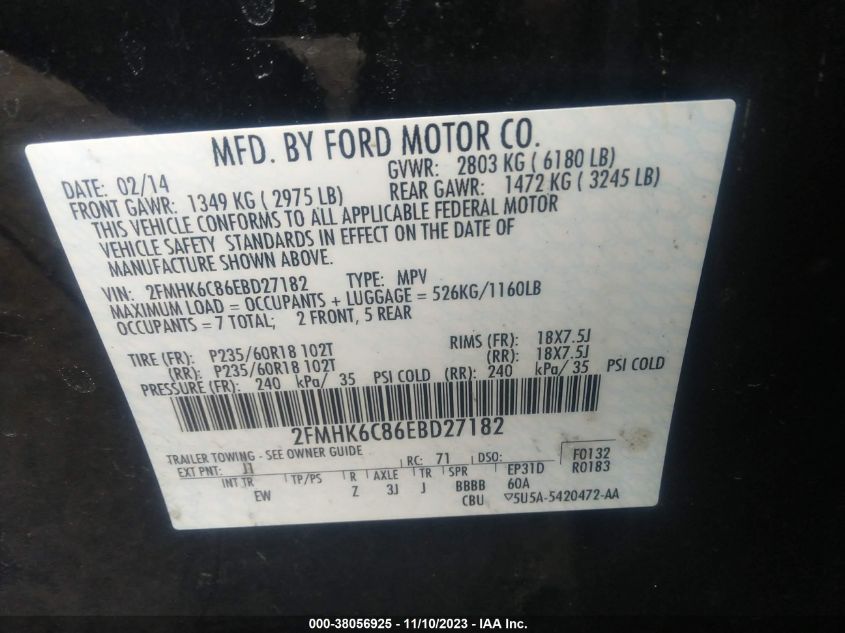 MFD. BY FORD MOTOR CO.
DATE: 02/14 GVWR: 2803 KG ( 6180 LB)
FRONT GAWR: 1349 KG ( 2975 LB) REAR GAWR: 1472 KG ( 3245 LB)
THIS VEHICLE CONFORMS TO ALL APPLICABLE FEDERAL MOTOR
VEHICLE SAFETY STANDARDS IN EFFECT ON THE DATE OF
MANUFACTURE SHOWN ABOVE.
VIN: 2FMHK6C86EBD27182 TYPE: MPV
MAXIMUM LOAD = OCCUPANTS + LUGGAGE = 526KG/1160LB
OCCUPANTS = 7 TOTAL; 2 FRONT, 5 REAR
TIRE (FR): P235/60R18 102T RIMS (FR): 18X7.5J
(RR): P235/60R18 102T (RR): 18X7.5J
PRESSURE (FR): 240 kPa/ 35 PSI COLD (RR): 240 kPa/ 35 PSI COLD
2FMHK6C86EBD27182
TRAILER TOWING - SEE OWNER GUIDE
EXT PNT: J1 RC: 71 DSO: F0132
R0183
INT TR TP/PS R AXLE TR SPR EP31D
EW Z 3J J BBBB 60A
CBU ▽5U5A-5420472-AA
000-38056925 - 11/10/2023 - IAA Inc.